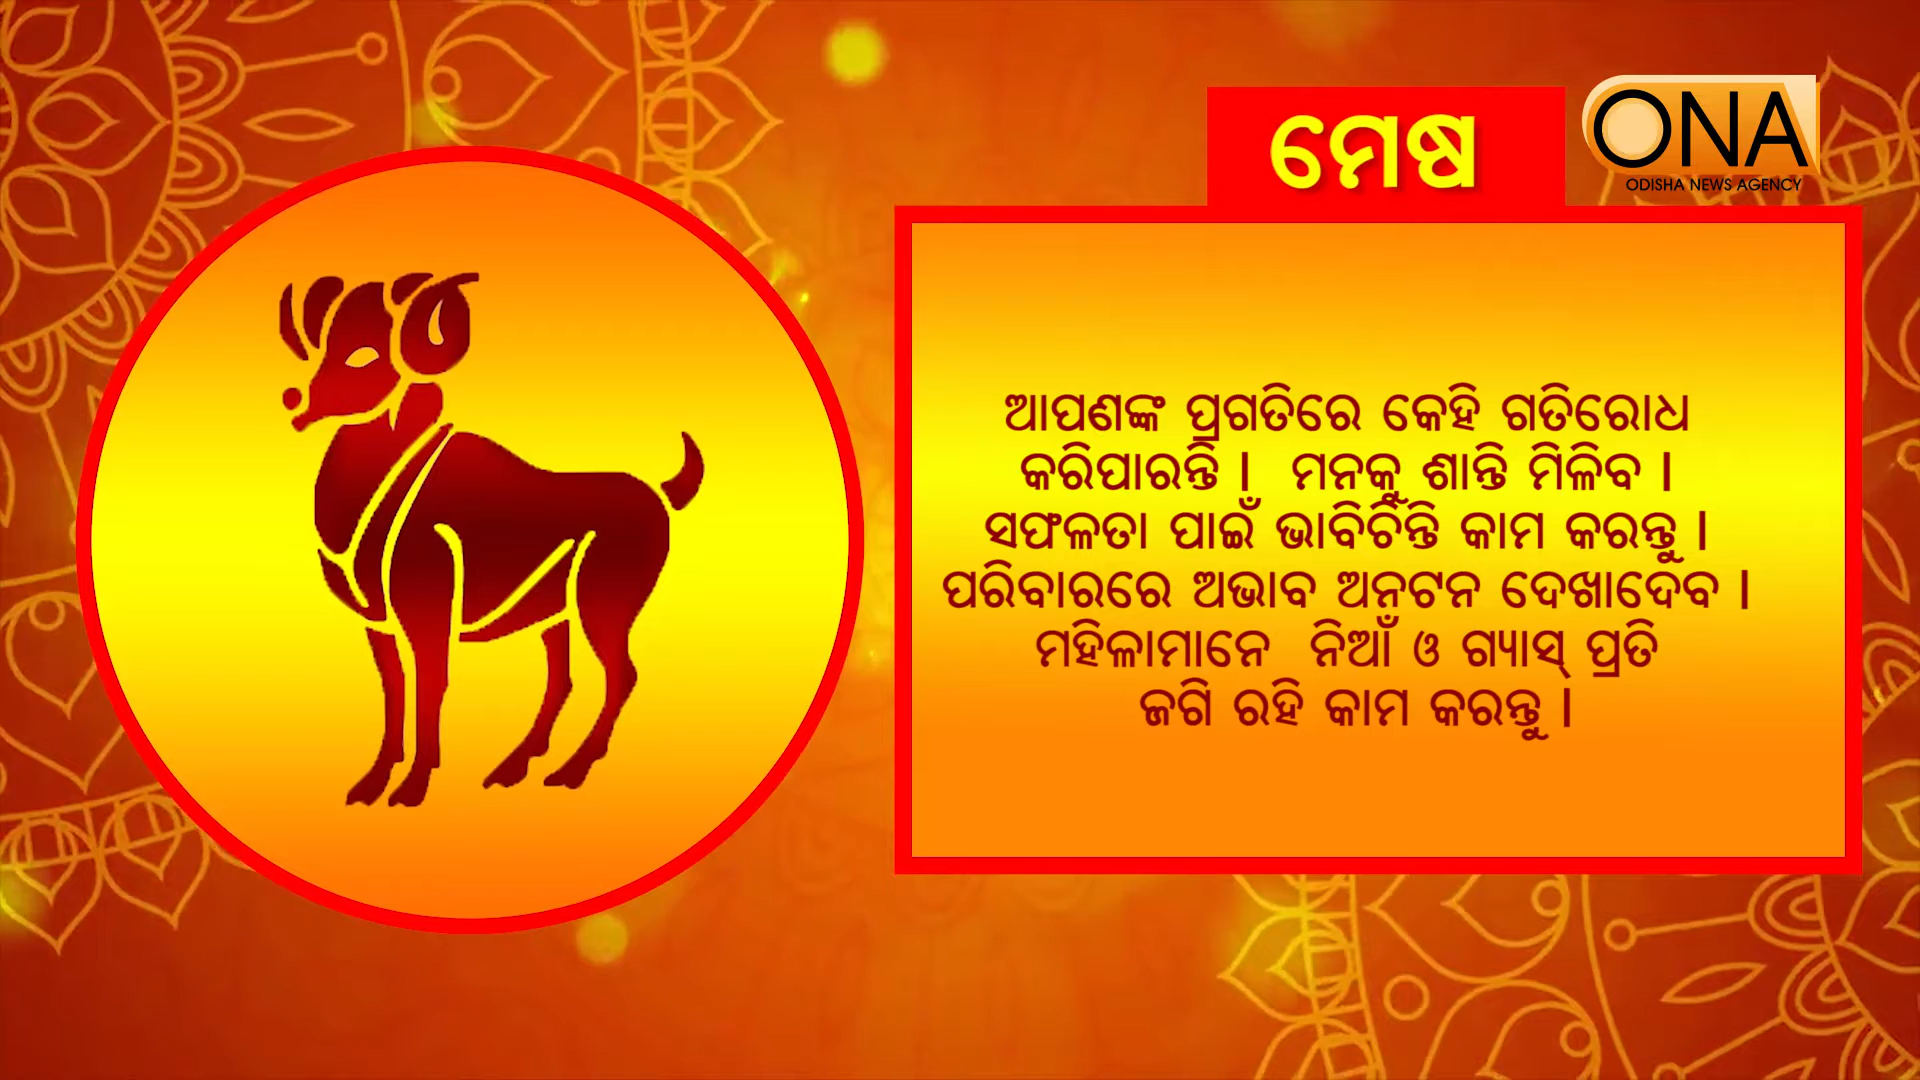 ମେଷ
ONA
ODISHA NEWS AGENCY
ଆପଣଙ୍କ ପ୍ରଗତିରେ କେହି ଗତିରୋଧ
କରିପାରନ୍ତି ।  ମନକୁ ଶାନ୍ତି ମିଳିବ ।
ସଫଳତା ପାଇଁ ଭାବିଚିନ୍ତି କାମ କରନ୍ତୁ ।
ପରିବାରରେ ଅଭାବ ଅନଟନ ଦେଖାଦେବ ।
ମହିଳାମାନେ  ନିଆଁ ଓ ଗ୍ୟାସ୍ ପ୍ରତି
ଜଗି ରହି କାମ କରନ୍ତୁ ।